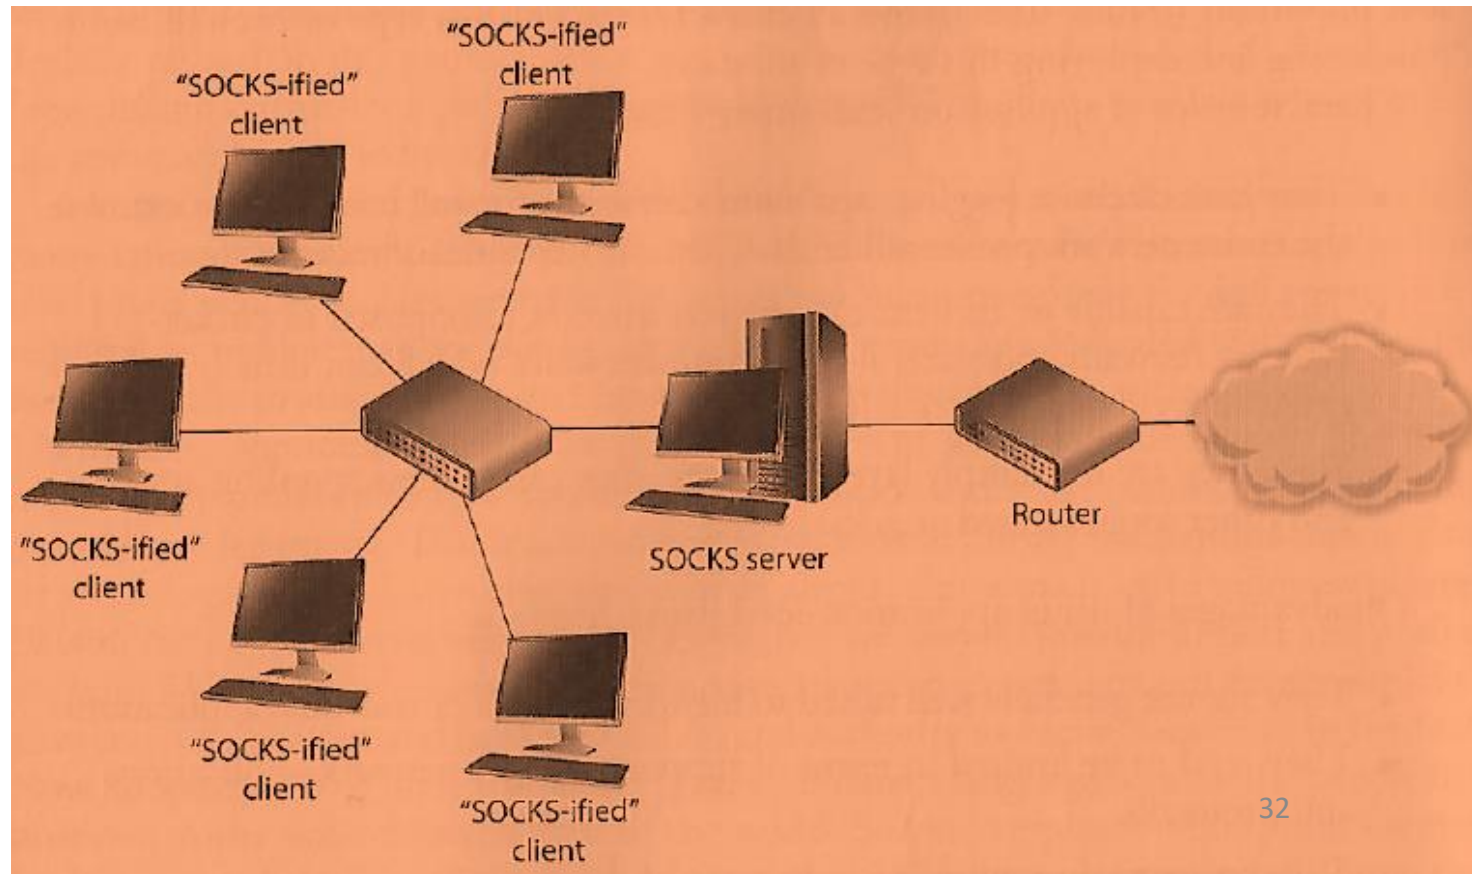 "SOCKS-ified"
client
"SOCKS-ified"
client
"SOCKS-ified"
client
"SOCKS-ified"
client
"SOCKS-ified"
client
SOCKS server
Router
32